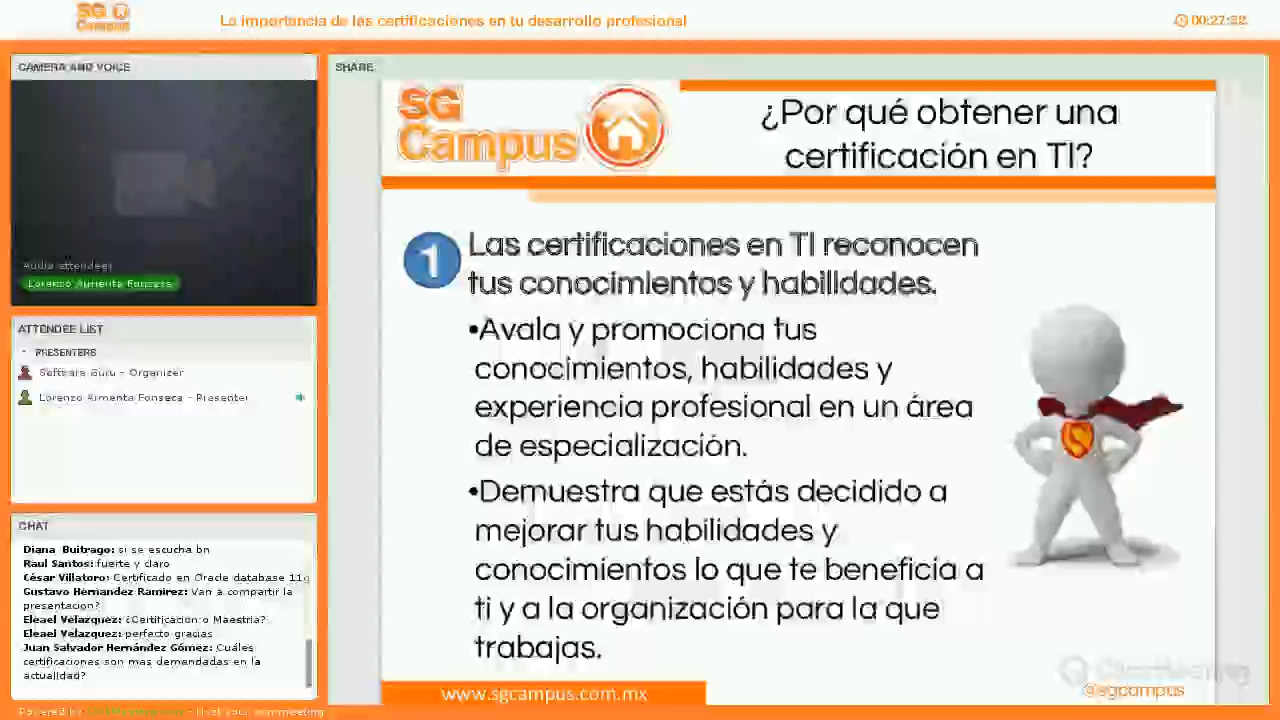 SG
Campus
La importancia de las certificaciones en tu desarrollo profesional
CAMERA AND VOICE
Audio attendees
Lorenzo Armenta Fonseca
ATTENDEE LIST
PRESENTERS
Software Guru - Organizer
Lorenzo Armenta Fonseca - Presenter
CHAT
Diana Buitrago: si se escucha bn
Raul Santos: fuerte y claro
César Villatoro: Certificado en Oracle database 11g
Gustavo Hernandez Ramirez: Van a compartir la
presentacion?
Eleael Velazquez: ¿Certificacion o Maestria?
Eleael Velazquez: perfecto gracias
Juan Salvador Hernández Gómez: Cuáles
certificaciones son mas demandadas en la
actualidad?
Powered by
SHARE
SG
Campus
¿Por qué obtener una
certificación en TI?
1 Las certificaciones en TI reconocen
tus conocimientos y habilidades.
•Avala y promociona tus
conocimientos, habilidades y
experiencia profesional en un área
de especialización.
•Demuestra que estás decidido a
mejorar tus habilidades y
conocimientos lo que te beneficia a
ti y a la organización para la que
trabajas.
S
www.sgcampus.com.mx
@sgcampus